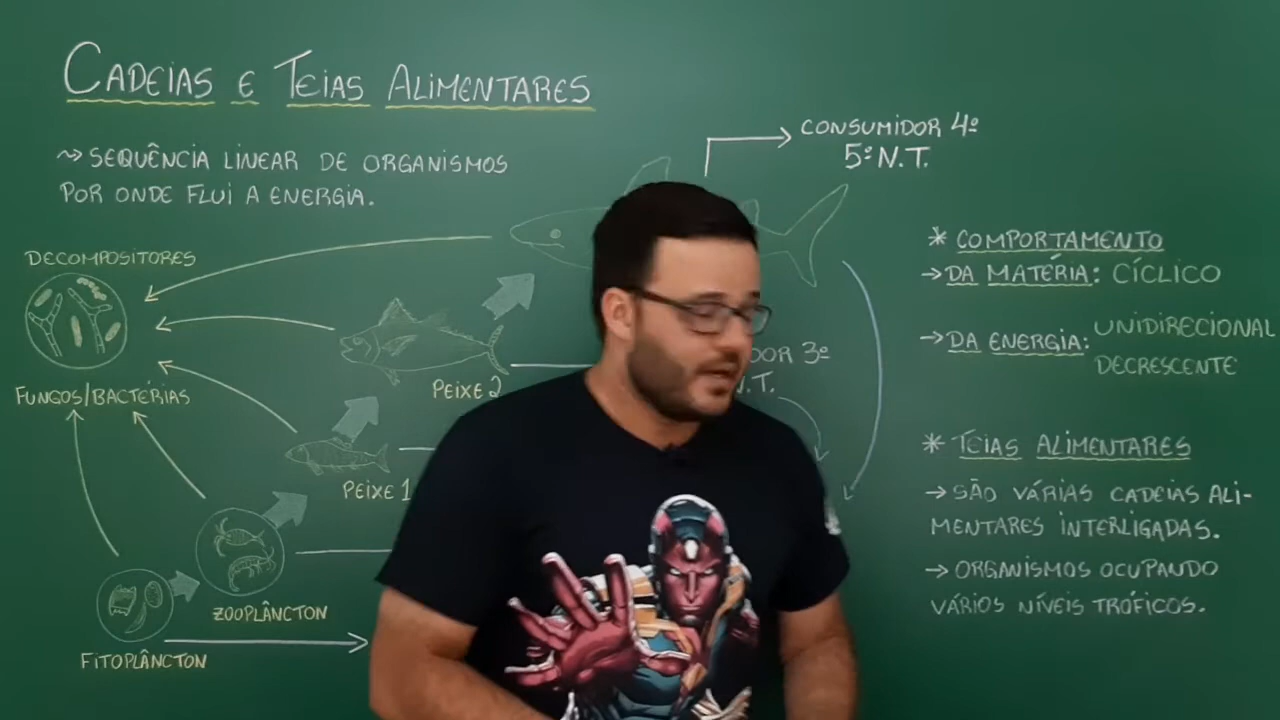 CADEIAS E TEIAS ALIMENTARES
~> SEQUÊNCIA LINEAR DE ORGANISMOS
POR ONDE FLUI A ENERGIA.
DECOMPOSITORES
FUNGOS/BACTÉRIAS
CONSUMIDOR 4º
5º N.T.
3º
N.T.
PEIXE 2
PEIXE 1
ZOOPLÂNCTON
FITOPLÂNCTON
* COMPORTAMENTO
→ DA MATÉRIA: CÍCLICO
→ DA ENERGIA: UNIDIRECIONAL
DECRESCENTE
* TEIAS ALIMENTARES
→ SÃO VÁRIAS CADEIAS ALI-
MENTARES INTERLIGADAS.
→ ORGANISMOS OCUPANDO
VÁRIOS NÍVEIS TRÓFICOS.